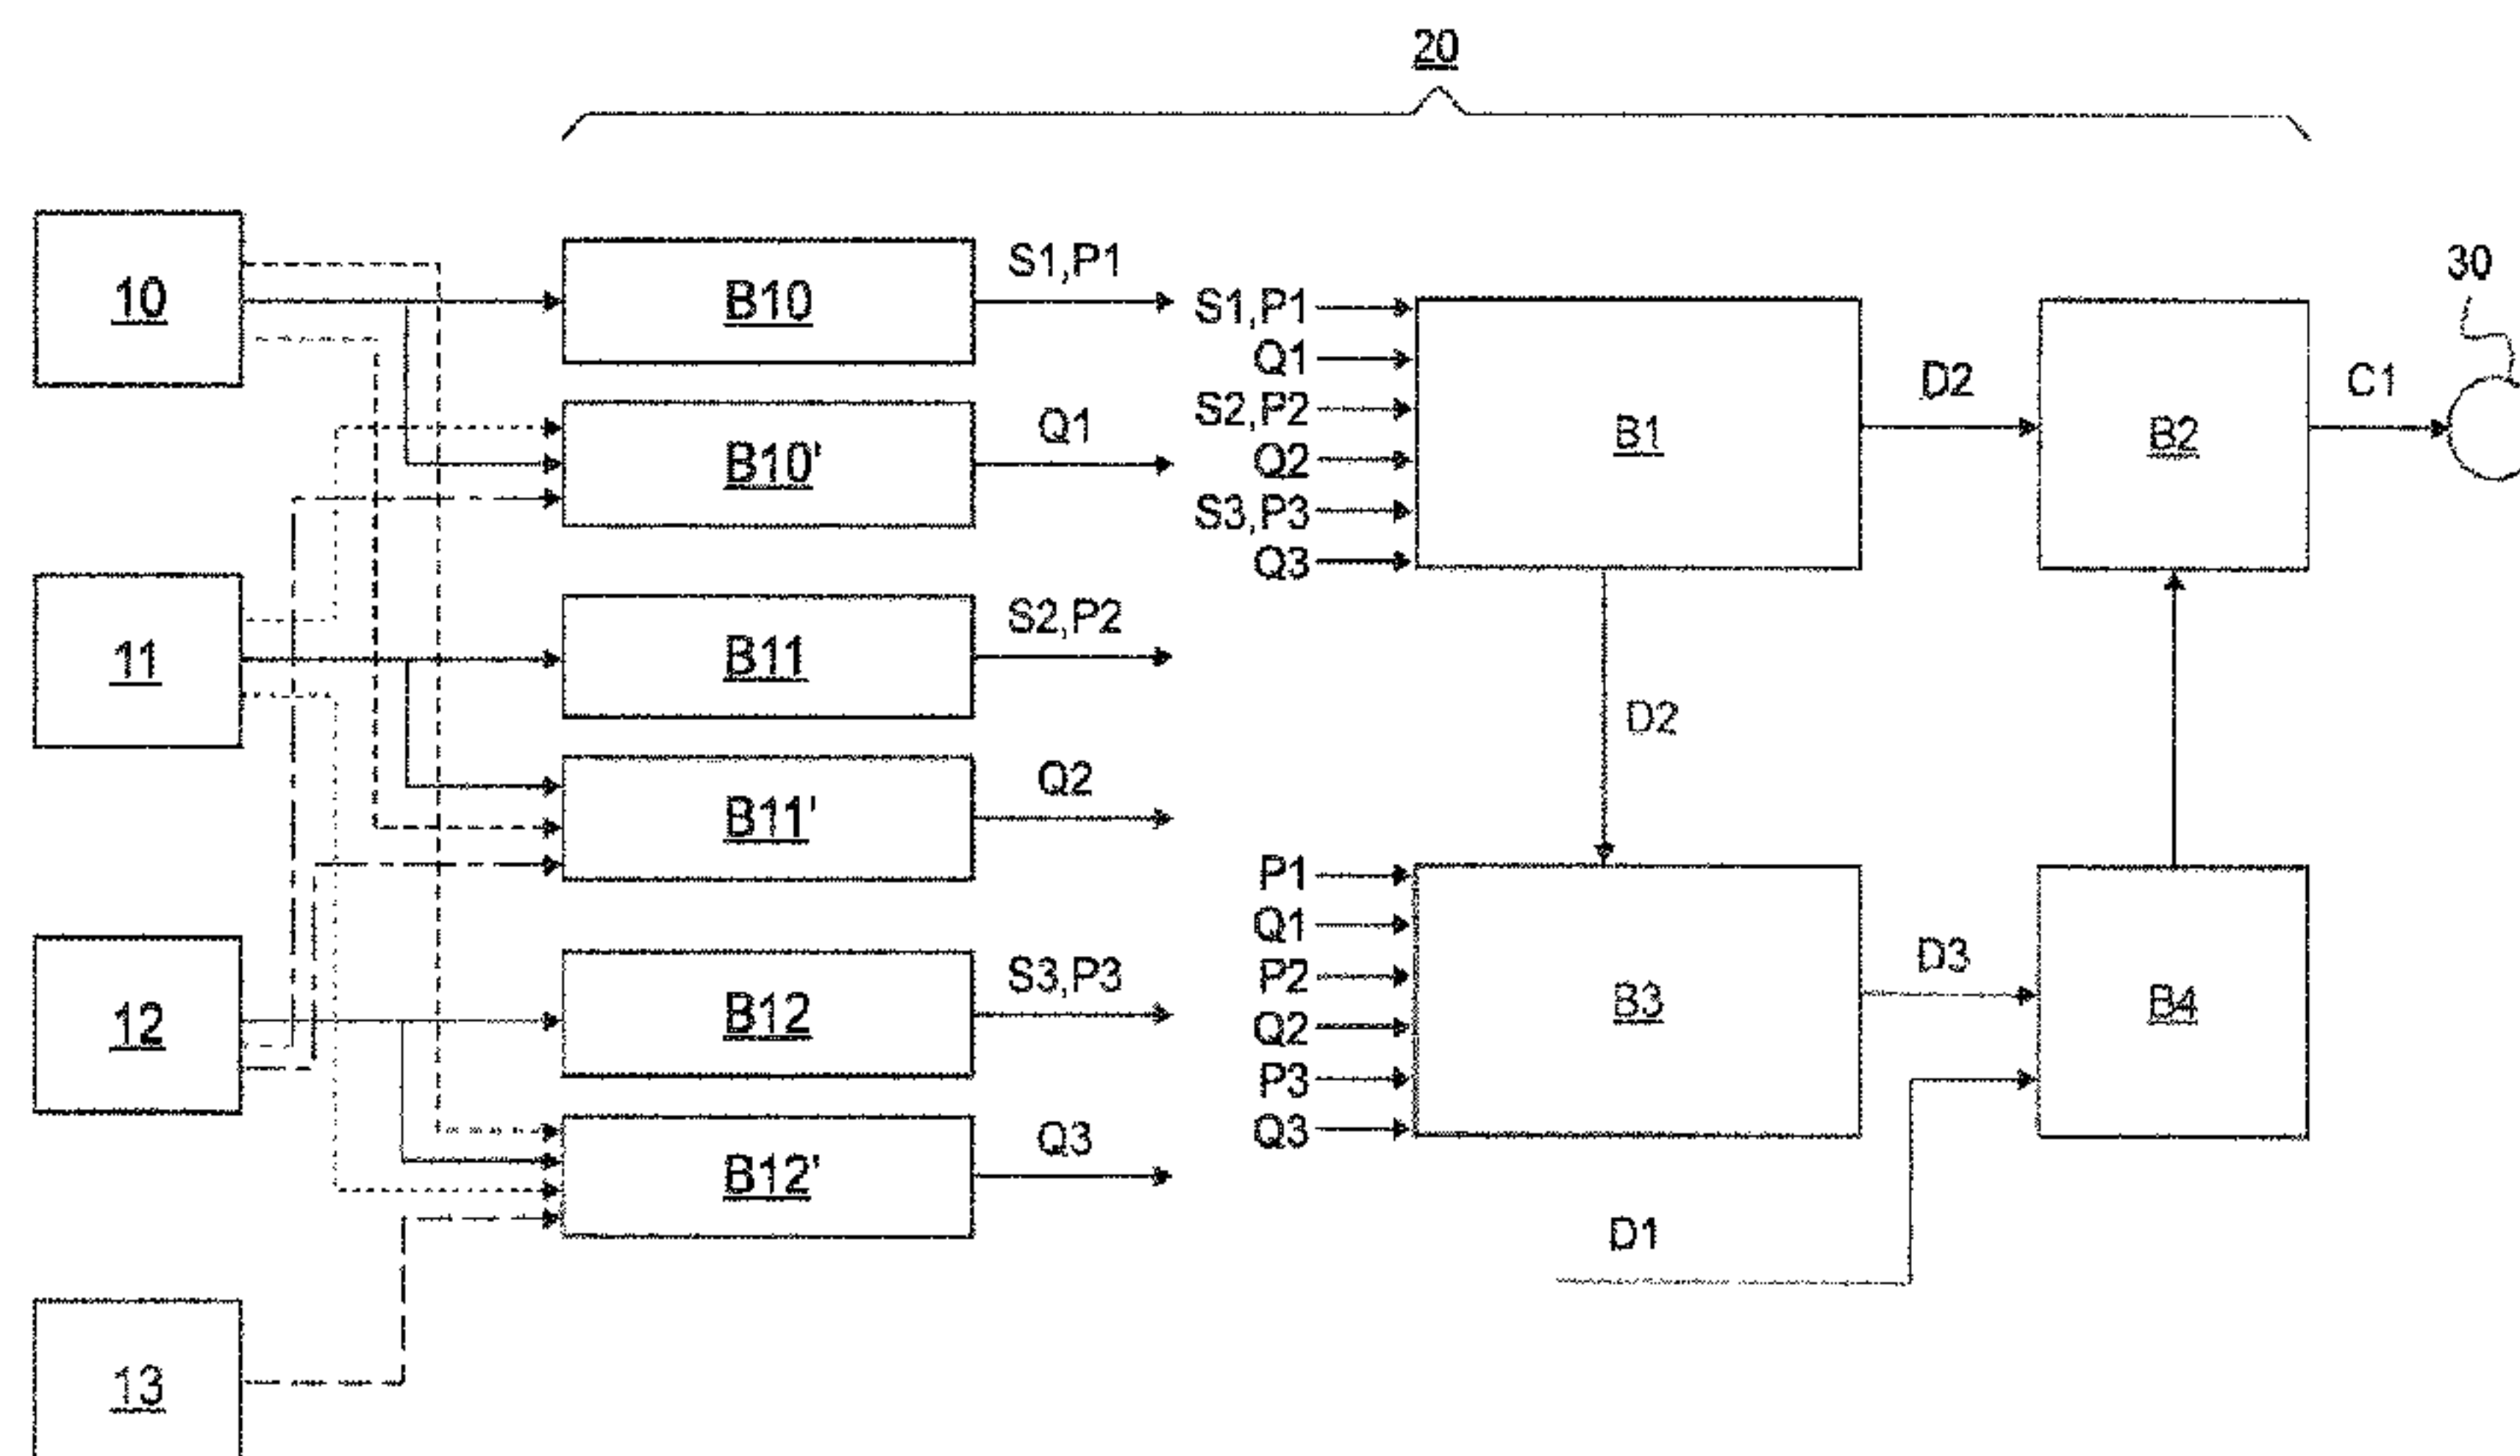 20
10
B10
S1,P1
30
S1,P1
Q1
S2,P2
Q2
S3,P3
Q3
B1
D2
B2
C1
B10'
Q1
11
B11
S2,P2
D2
B11'
Q2
P1
Q1
P2
Q2
P3
Q3
B3
D3
B4
12
B12
S3,P3
B12'
Q3
D1
13